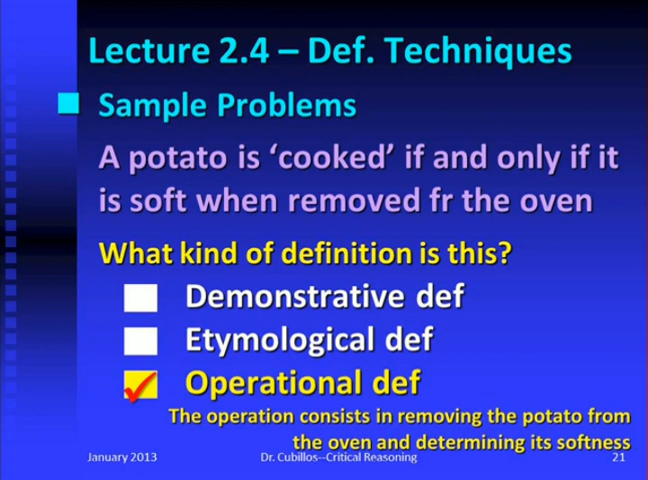 Lecture 2.4 – Def. Techniques
Sample Problems
A potato is ‘cooked’ if and only if it
is soft when removed fr the oven
What kind of definition is this?
Demonstrative def
Etymological def
Operational def
The operation consists in removing the potato from
the oven and determining its softness
January 2013 Dr. Cubillos--Critical Reasoning 21